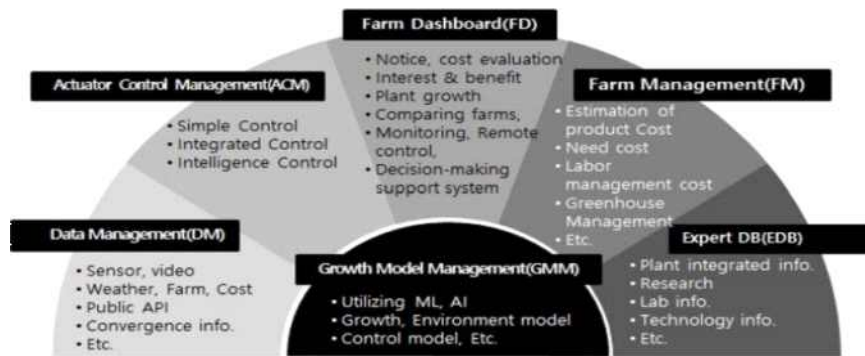 Farm Dashboard(FD)
• Notice, cost evaluation
• Interest & benefit
• Plant growth
• Comparing farms,
• Monitoring, Remote
control,
• Decision-making
support system
Actuator Control Management(ACM)
• Simple Control
• Integrated Control
• Intelligence Control
Farm Management(FM)
• Estimation of
product Cost
• Need cost
• Labor
management cost
• Greenhouse
Management
• Etc.
Data Management(DM)
• Sensor, video
• Weather, Farm, Cost
• Public API
• Convergence info.
• Etc.
Growth Model Management(GMM)
• Utilizing ML, AI
• Growth, Environment model
• Control model, Etc.
Expert DB(EDB)
• Plant integrated info.
• Research
• Lab info.
• Technology info.
• Etc.